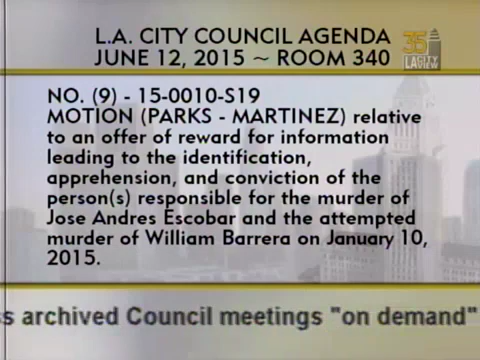 L.A. CITY COUNCIL AGENDA
JUNE 12, 2015 ~ ROOM 340
35
LA CITY
VIEW
NO. (9) - 15-0010-S19
MOTION (PARKS - MARTINEZ) relative
to an offer of reward for information
leading to the identification,
apprehension, and conviction of the
person(s) responsible for the murder of
Jose Andres Escobar and the attempted
murder of William Barrera on January 10,
2015.
archived Council meetings "on demand"